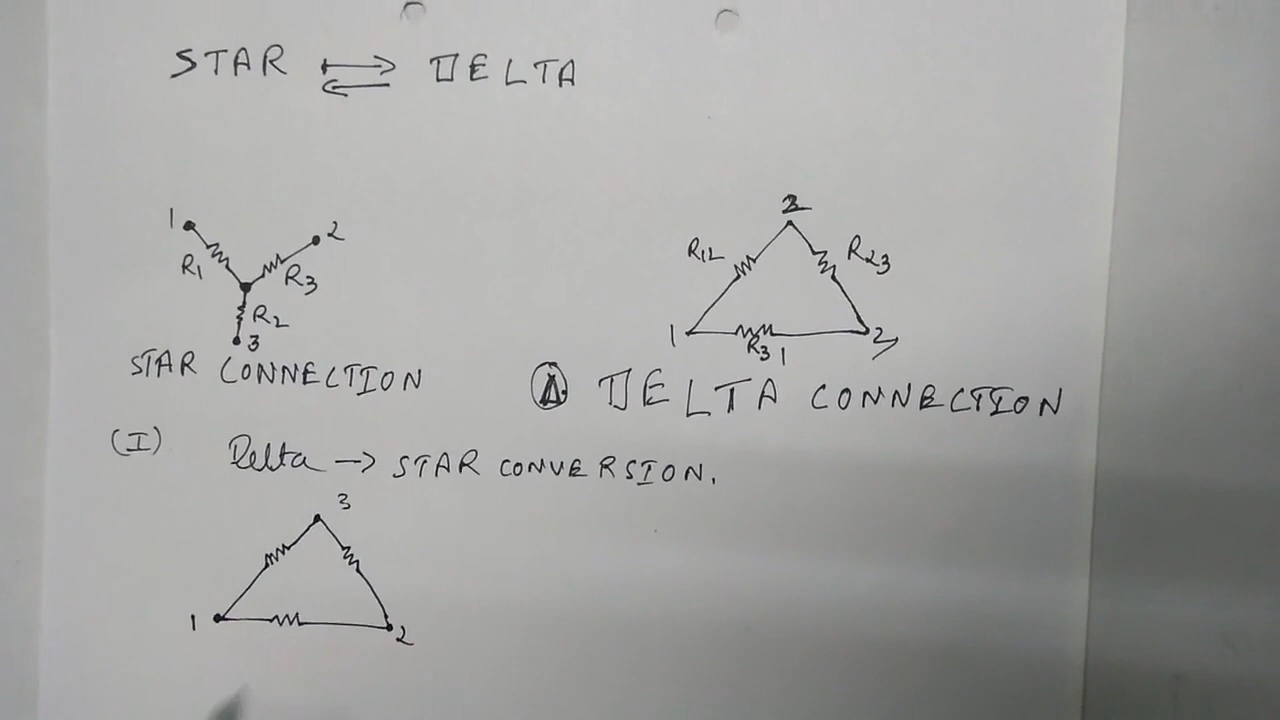 STAR ⇄ DELTA
1 2
R1 R3
R2
3
STAR CONNECTION
R12 R23
1 2
R31
Δ DELTA CONNECTION
(I) Delta → STAR CONVERSION.
3
1 2